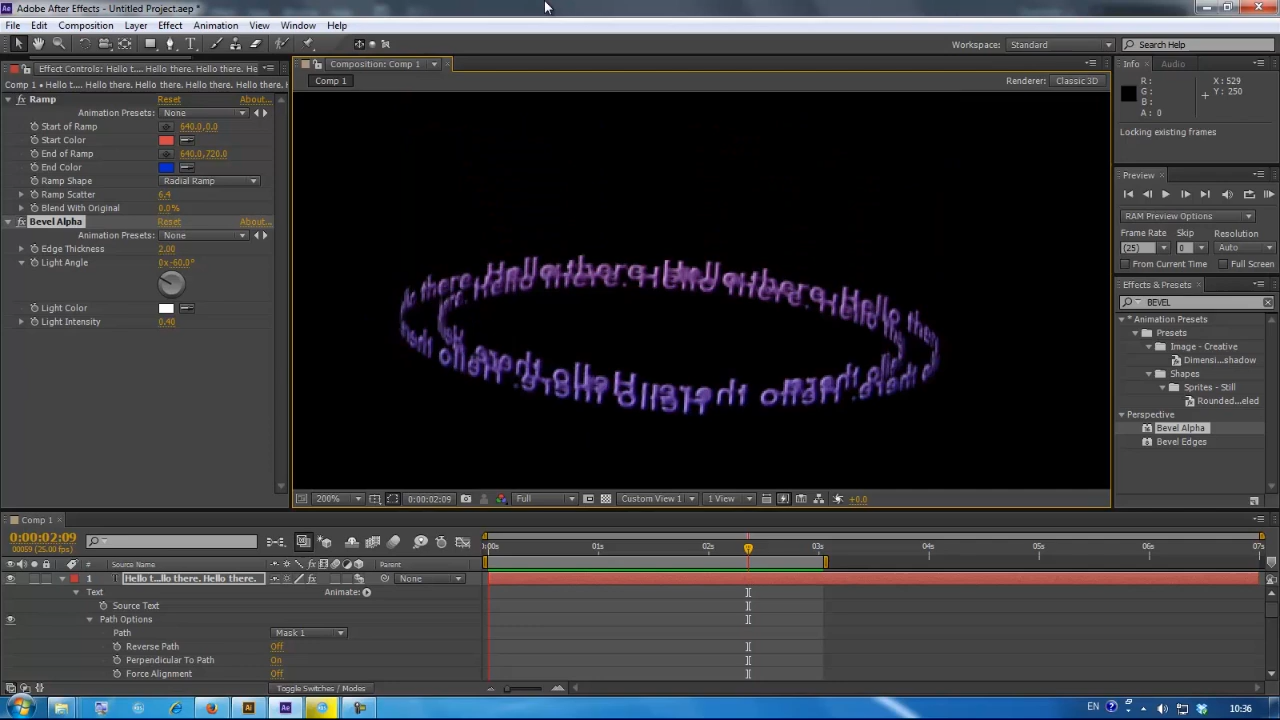 Adobe After Effects - Untitled Project.aep *
File Edit Composition Layer Effect Animation View Window Help
Workspace: Standard Search Help
Effect Controls: Hello t... Hello there. Hello there. He
Comp 1 • Hello t.... Hello there. Hello there. Hello there.
Ramp Reset About...
Animation Presets: None
Start of Ramp 640.0,0.0
Start Color
End of Ramp 640.0,720.0
End Color
Ramp Shape Radial Ramp
Ramp Scatter 6.4
Blend With Original 0.0%
Bevel Alpha Reset About...
Animation Presets: None
Edge Thickness 2.00
Light Angle 0x-60.0°
Light Color
Light Intensity 0.40
Composition: Comp 1
Comp 1
Renderer: Classic 3D
Hello there. Hello there. Hello there.
200% 0:00:02:09 Full Custom View 1 1 View +0.0
Info Audio
R: X: 529
G: Y: 250
B:
A: 0
Locking existing frames
Preview
RAM Preview Options
Frame Rate Skip Resolution
(25) 0 Auto
From Current Time Full Screen
Effects & Presets
BEVEL
* Animation Presets
Presets
Image - Creative
Dimensi...shadow
Shapes
Sprites - Still
Rounded...eled
Perspective
Bevel Alpha
Bevel Edges
Comp 1
0:00:02:09
00059 (25.00 fps)
:00s 01s 02s 03s 04s 05s 06s 07s
# Source Name Parent
1 T Hello t...llo there. Hello there. None
Text Animate:
Source Text
Path Options
Path Mask 1
Reverse Path Off
Perpendicular To Path On
Force Alignment Off
Toggle Switches / Modes
EN 10:36